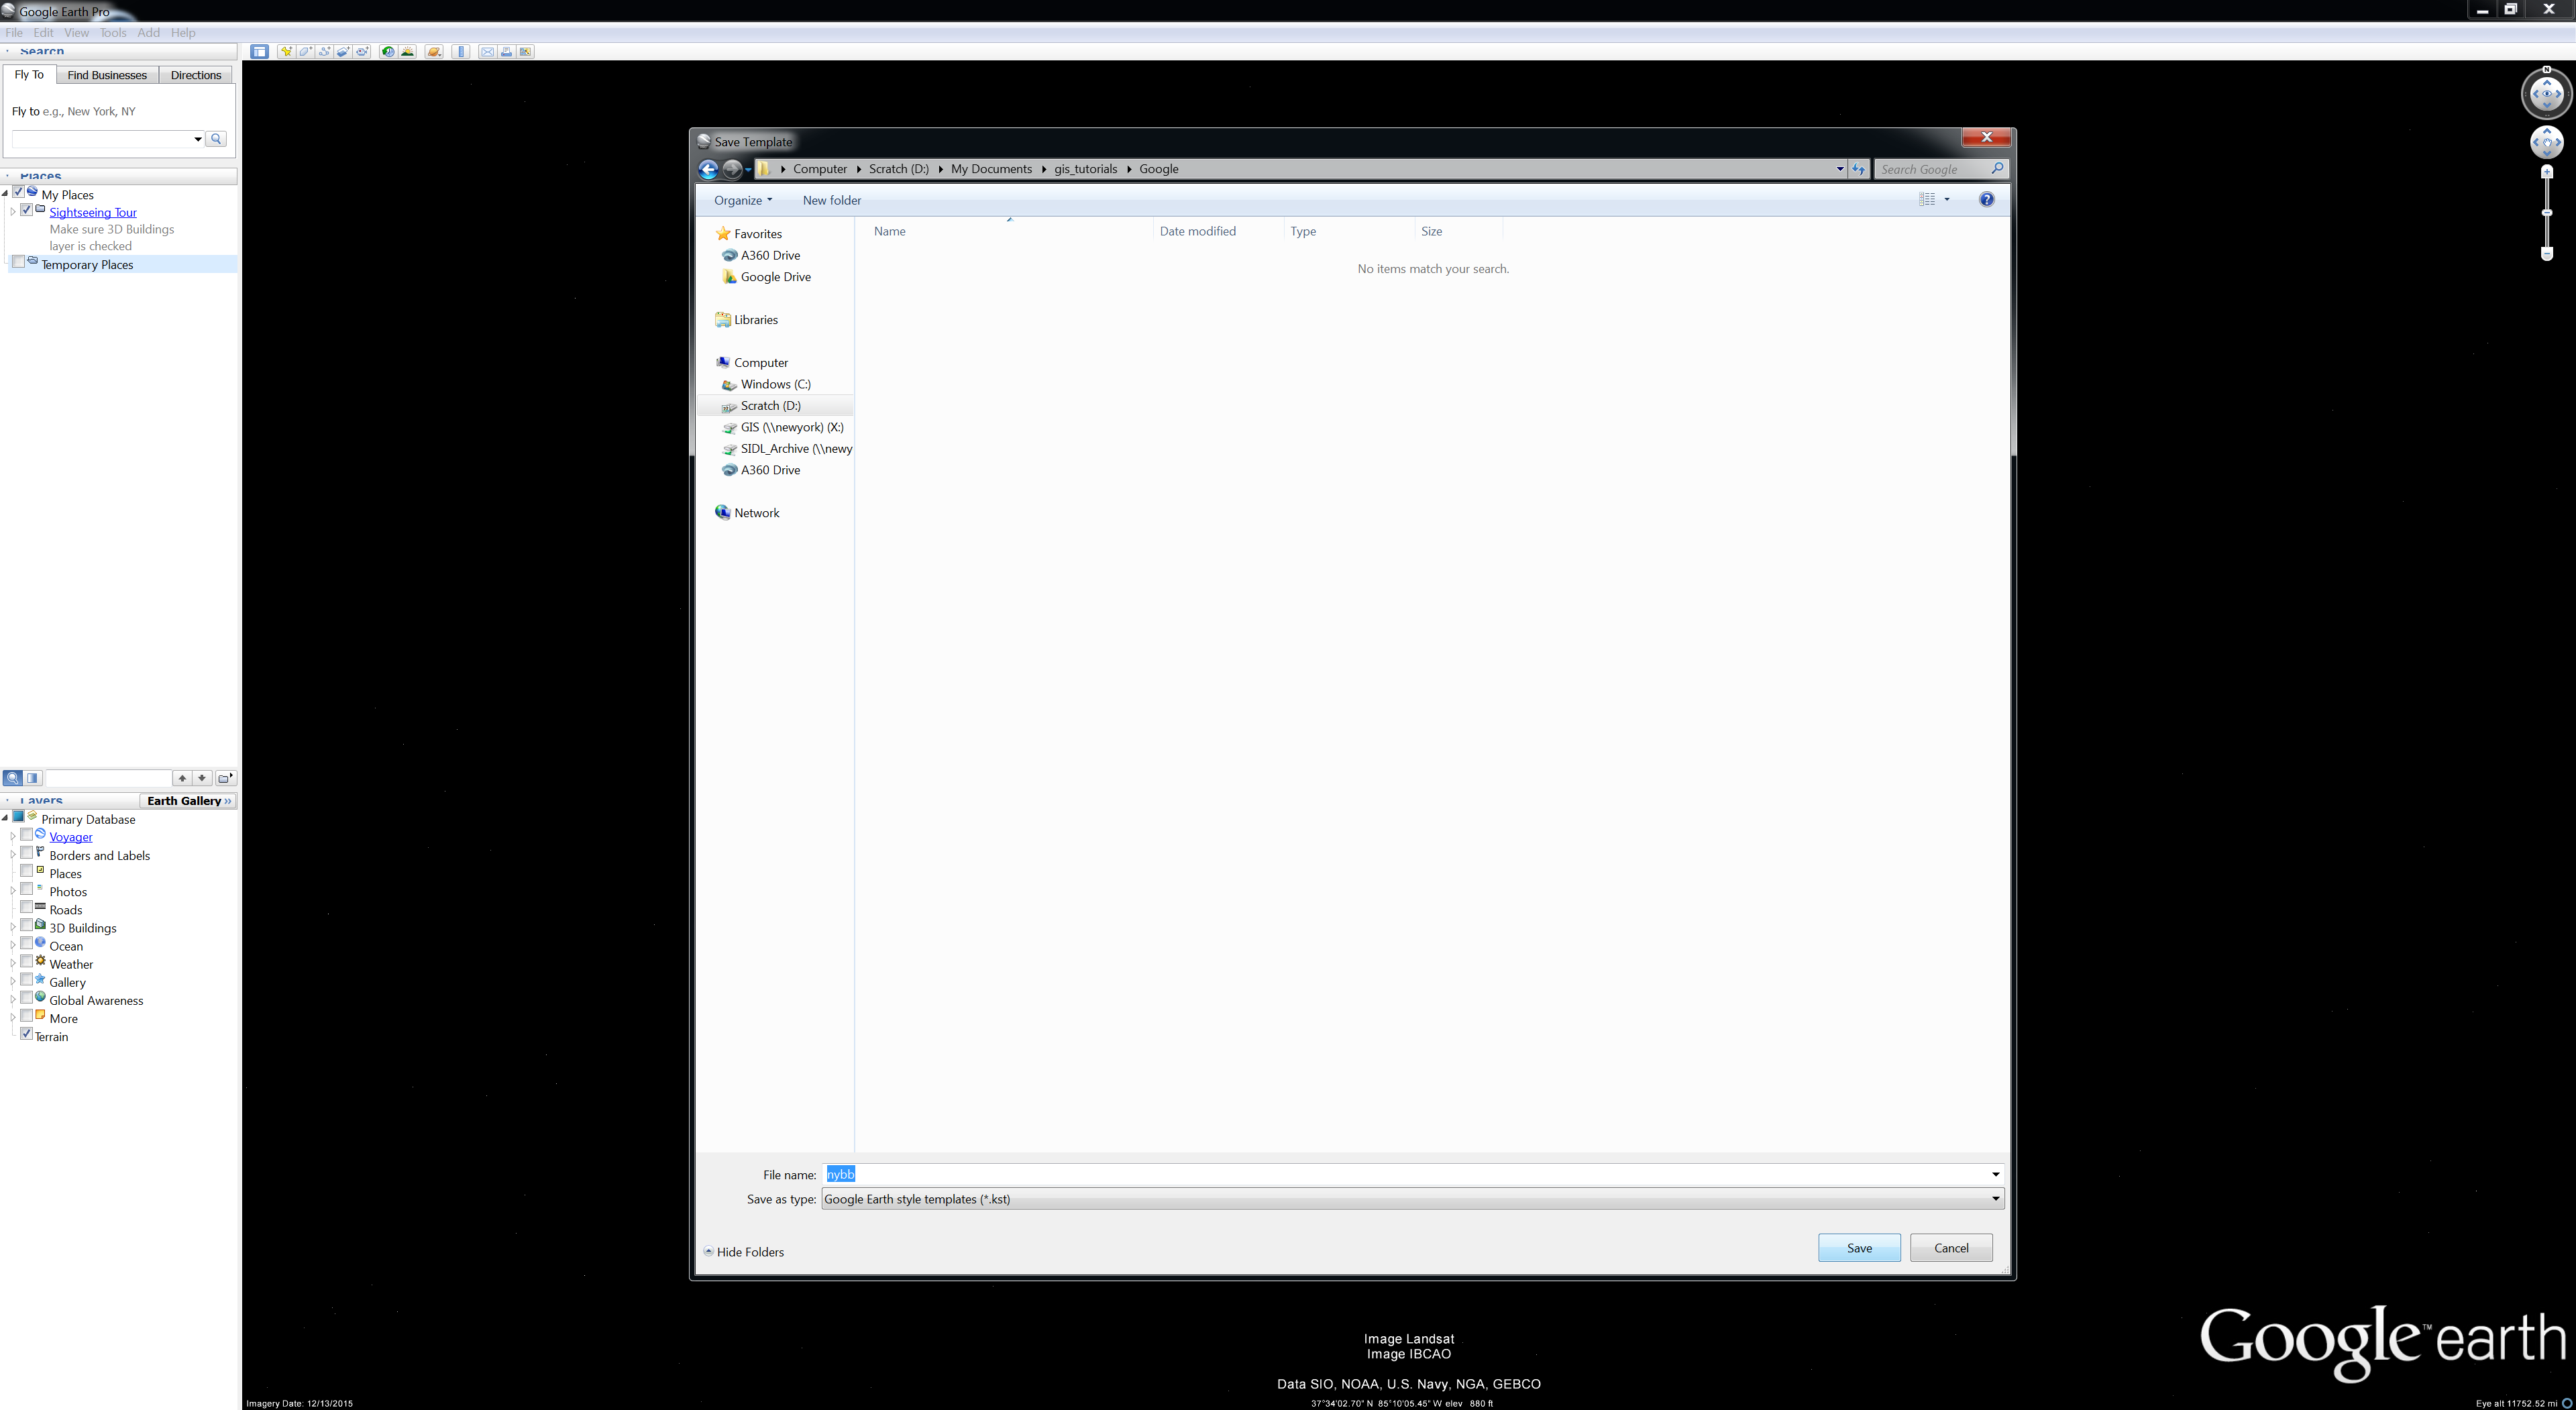 Google Earth Pro
File Edit View Tools Add Help
Search
Fly To Find Businesses Directions
Fly to e.g., New York, NY
Places
My Places
Sightseeing Tour
Make sure 3D Buildings
layer is checked
Temporary Places
Layers
Earth Gallery »
Primary Database
Voyager
Borders and Labels
Places
Photos
Roads
3D Buildings
Ocean
Weather
Gallery
Global Awareness
More
Terrain
Save Template
Computer Scratch (D:) My Documents gis_tutorials Google
Search Google
Organize New folder
Favorites
A360 Drive
Google Drive
Libraries
Computer
Windows (C:)
Scratch (D:)
GIS (\\newyork) (X:)
SIDL_Archive (\\newy
A360 Drive
Network
Name Date modified Type Size
No items match your search.
File name: nybb
Save as type: Google Earth style templates (*.kst)
Hide Folders
Save Cancel
N
Image Landsat
Image IBCAO
Data SIO, NOAA, U.S. Navy, NGA, GEBCO
Google™ earth
Imagery Date: 12/13/2015
37°34'02.70" N 85°10'05.45" W elev 880 ft
Eye alt 11752.52 mi